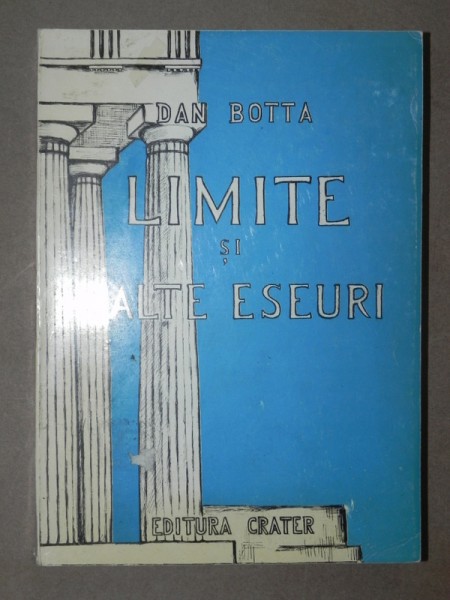 DAN BOTTA
LIMITE
ȘI
ALTE ESEURI
EDITURA CRATER